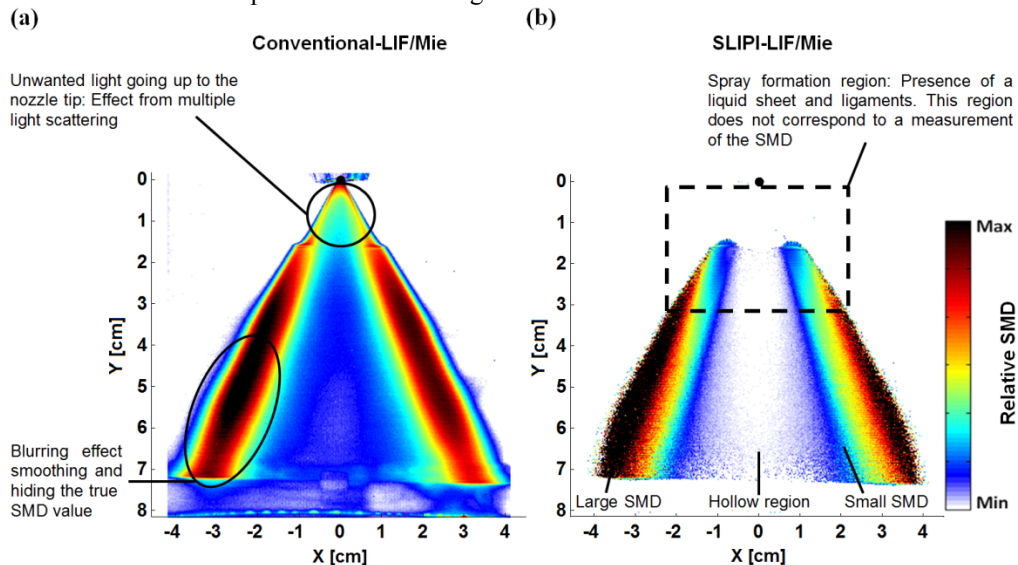 (a)
Conventional-LIF/Mie
Unwanted light going up to the
nozzle tip: Effect from multiple
light scattering
0
1
2
3
4
5
6
7
8
Y [cm]
Blurring effect
smoothing and
hiding the true
SMD value
-4 -3 -2 -1 0 1 2 3 4
X [cm]
(b)
SLIPI-LIF/Mie
Spray formation region: Presence of a
liquid sheet and ligaments. This region
does not correspond to a measurement
of the SMD
0
1
2
3
4
5
6
7
8
Y [cm]
Large SMD
Hollow region
Small SMD
-4 -3 -2 -1 0 1 2 3 4
X [cm]
Max
Relative SMD
Min